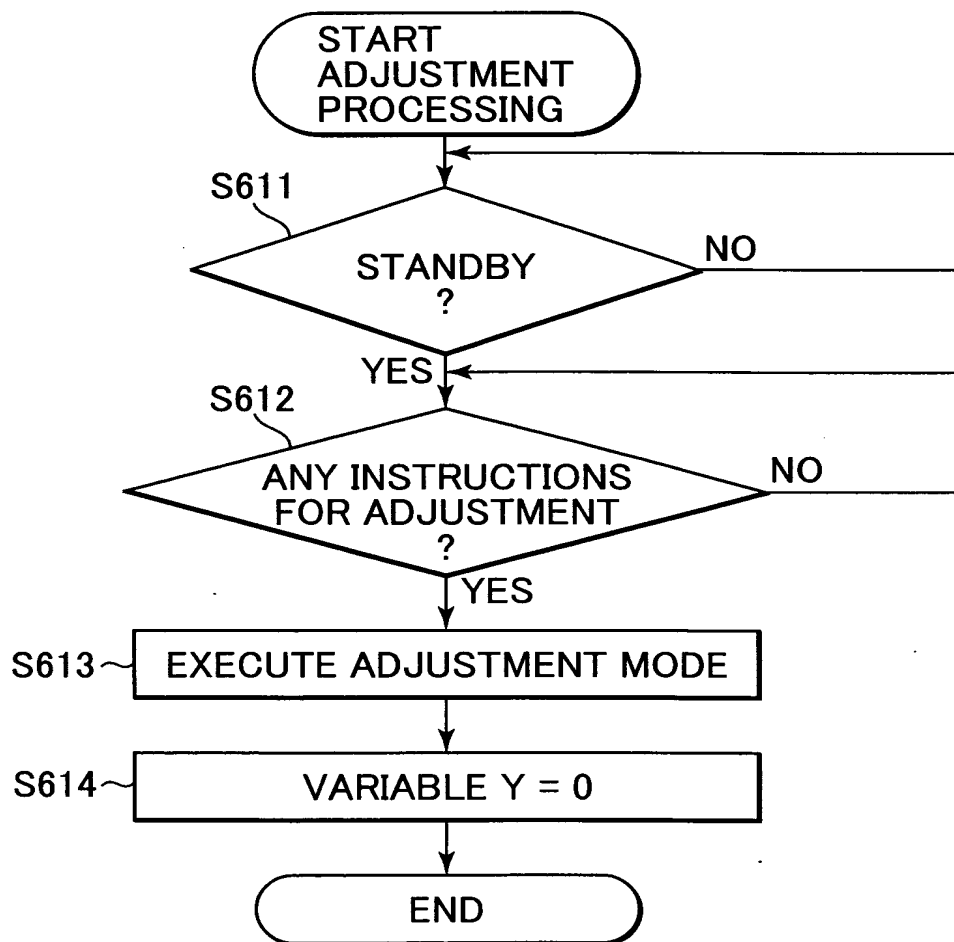 START
ADJUSTMENT
PROCESSING
S611
STANDBY
?
NO
YES
S612
ANY INSTRUCTIONS
FOR ADJUSTMENT
?
NO
YES
S613
EXECUTE ADJUSTMENT MODE
S614
VARIABLE Y = 0
END